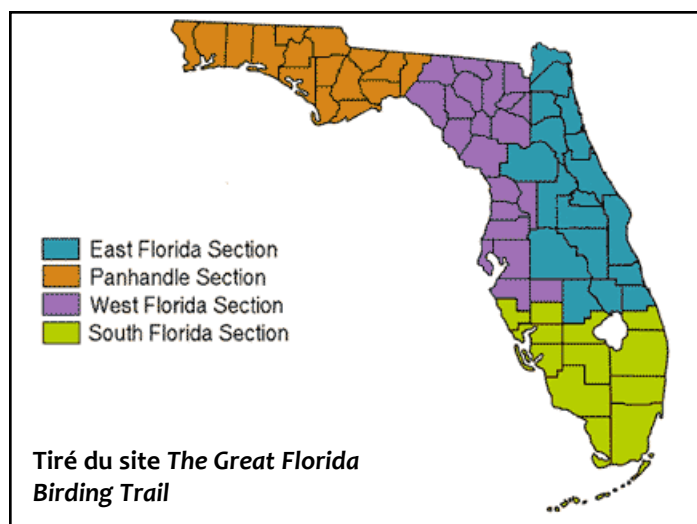 East Florida Section
Panhandle Section
West Florida Section
South Florida Section
Tiré du site The Great Florida
Birding Trail